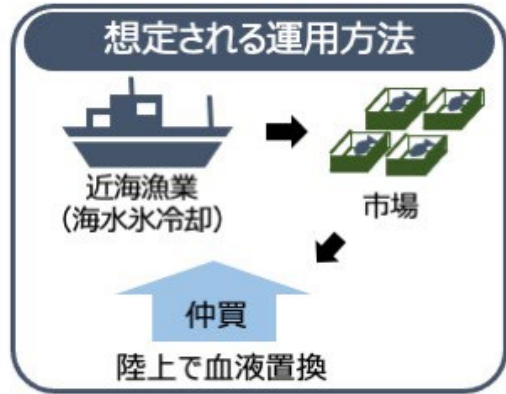 想定される運用方法
近海漁業
（海水氷冷却）
市場
仲買
陸上で血液置換